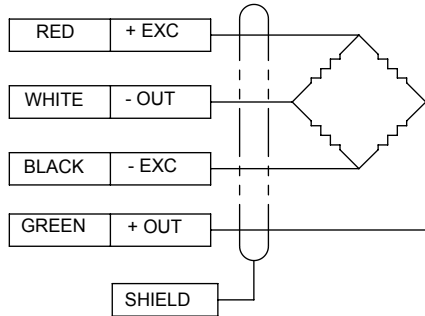 RED + EXC
WHITE - OUT
BLACK - EXC
GREEN + OUT
SHIELD